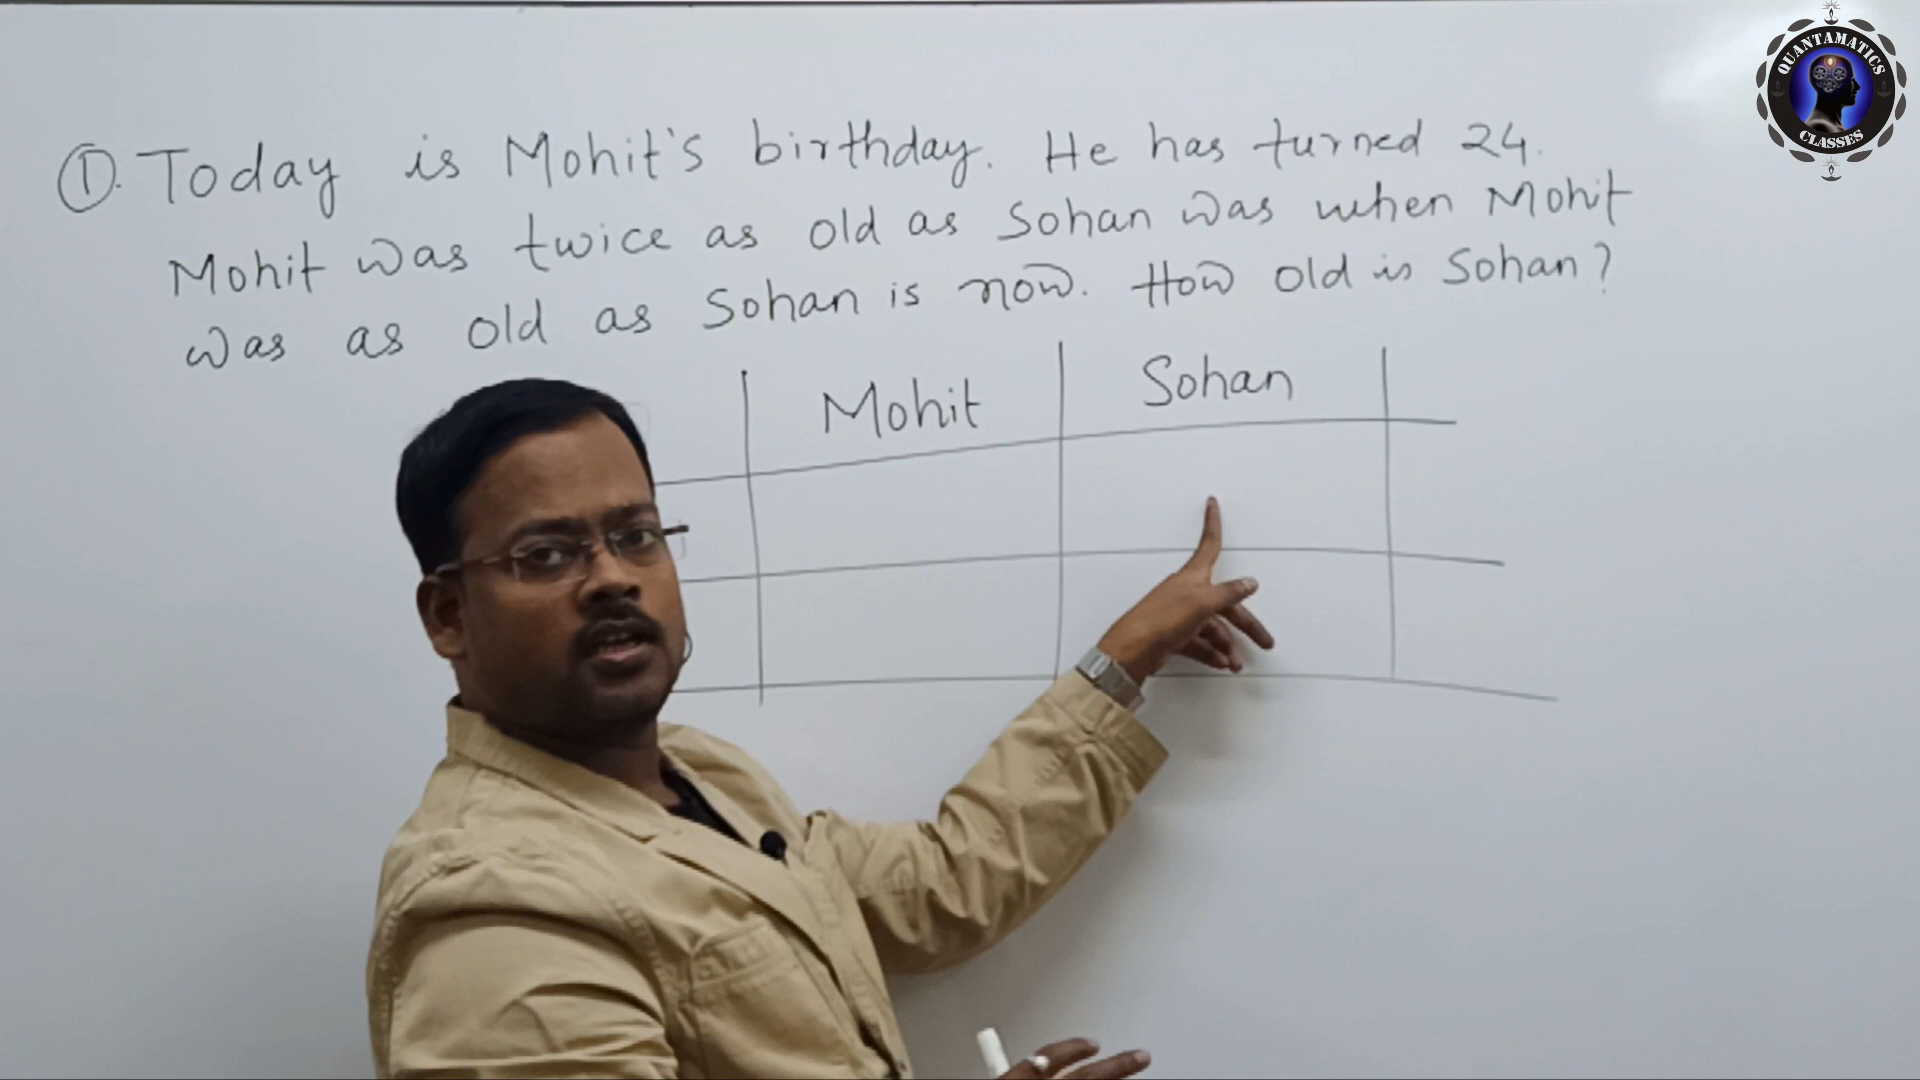 ① Today is Mohit's birthday. He has turned 24.
Mohit was twice as old as Sohan was when Mohit
was as old as Sohan is now. How old is Sohan?
Mohit Sohan
QUANTAMATICS
CLASSES